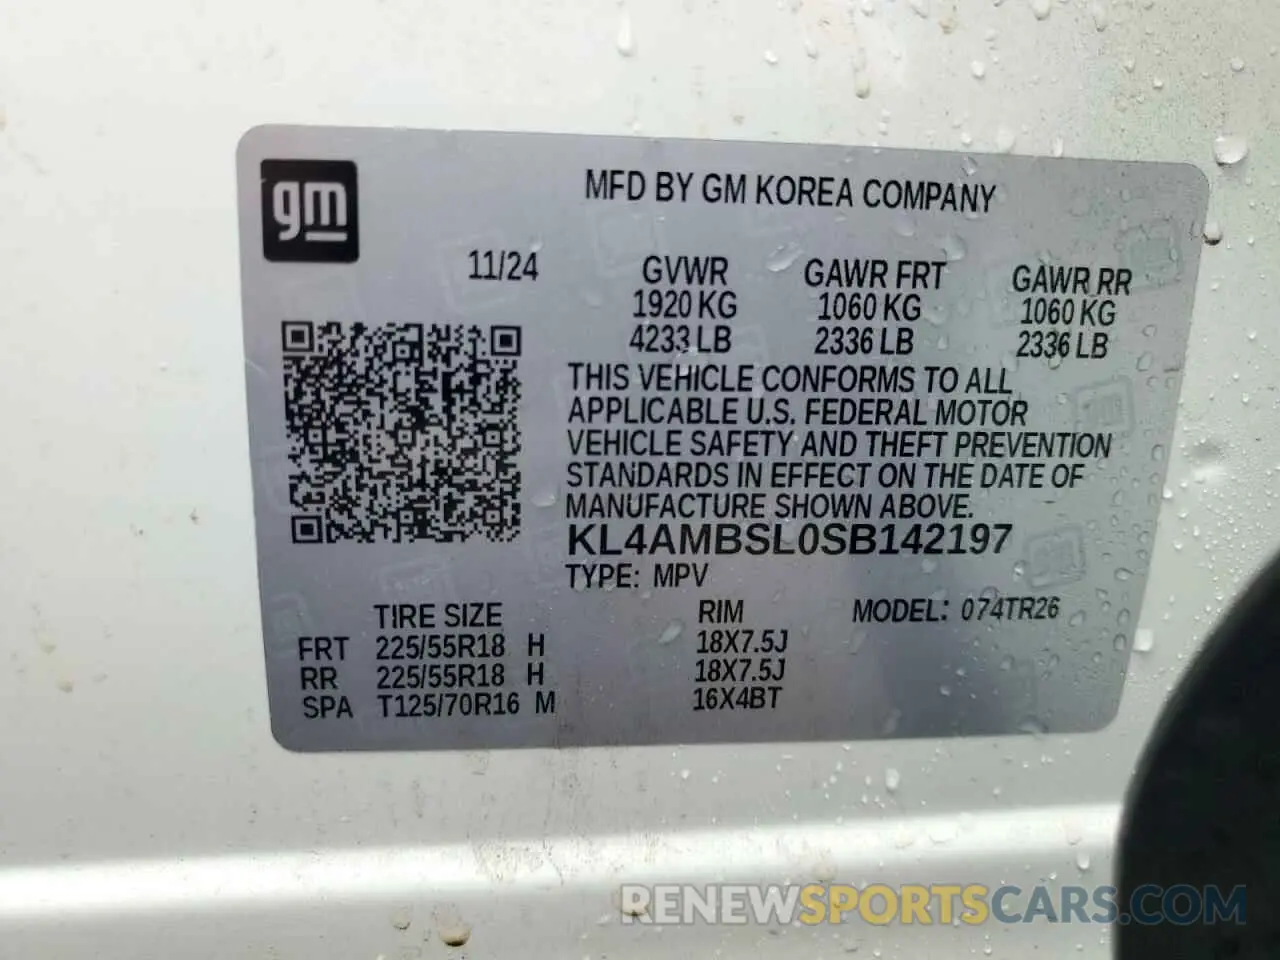 gm
MFD BY GM KOREA COMPANY
11/24
GVWR GAWR FRT GAWR RR
1920 KG 1060 KG 1060 KG
4233 LB 2336 LB 2336 LB
THIS VEHICLE CONFORMS TO ALL
APPLICABLE U.S. FEDERAL MOTOR
VEHICLE SAFETY AND THEFT PREVENTION
STANDARDS IN EFFECT ON THE DATE OF
MANUFACTURE SHOWN ABOVE.
KL4AMBSL0SB142197
TYPE: MPV
TIRE SIZE RIM MODEL: 074TR26
FRT 225/55R18 H 18X7.5J
RR 225/55R18 H 18X7.5J
SPA T125/70R16 M 16X4BT
RENEWSPORTSCARS.COM